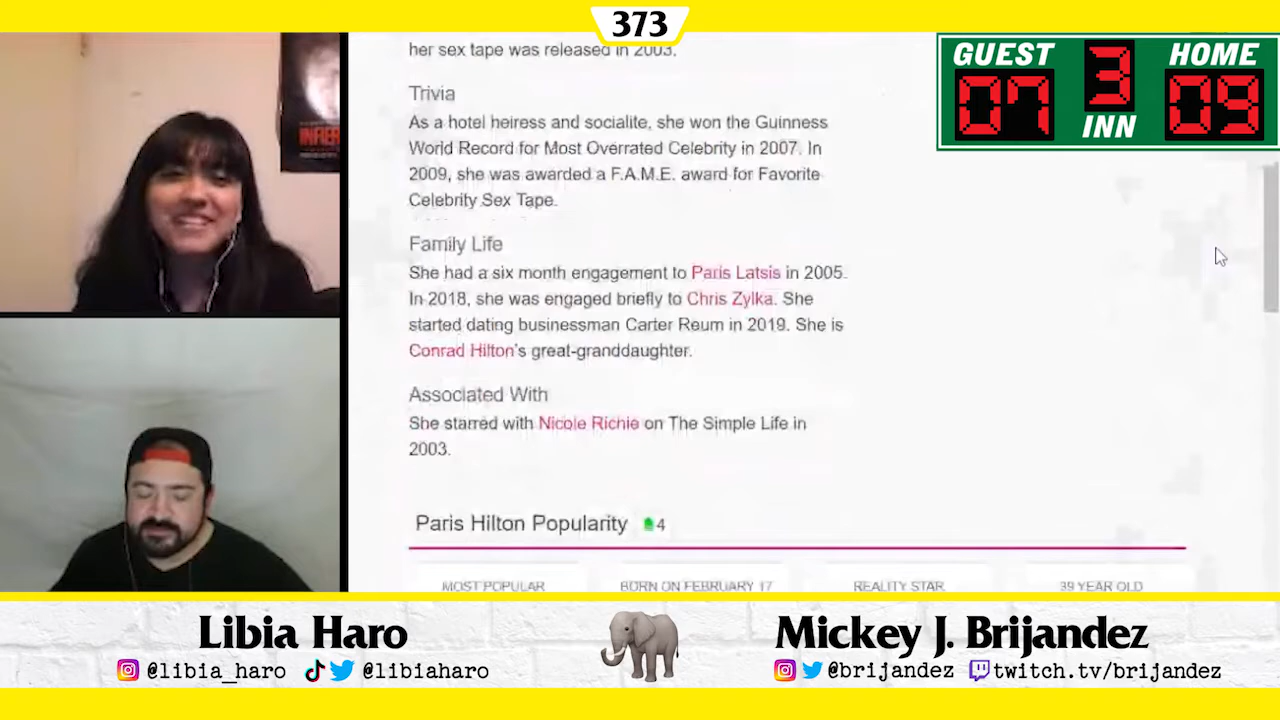 373
her sex tape was released in 2003.
Trivia
As a hotel heiress and socialite, she won the Guinness
World Record for Most Overrated Celebrity in 2007. In
2009, she was awarded a F.A.M.E. award for Favorite
Celebrity Sex Tape.
Family Life
She had a six month engagement to Paris Latsis in 2005.
In 2018, she was engaged briefly to Chris Zylka. She
started dating businessman Carter Reum in 2019. She is
Conrad Hilton's great-granddaughter.
Associated With
She starred with Nicole Richie on The Simple Life in
2003.
Paris Hilton Popularity 4
MOST POPULAR BORN ON FEBRUARY 17 REALITY STAR 39 YEAR OLD
GUEST 3 HOME
07 INN 09
Libia Haro
@libia_haro @libiaharo
Mickey J. Brijandez
@brijandez twitch.tv/brijandez